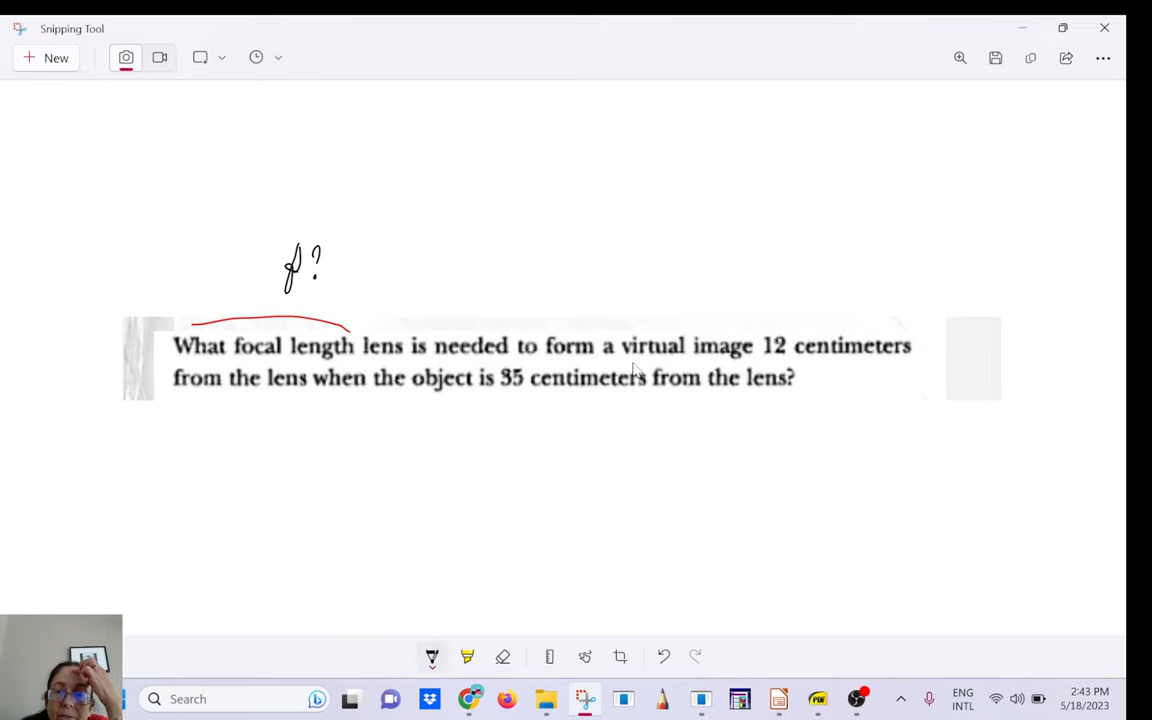 Snipping Tool
New
f?
What focal length lens is needed to form a virtual image 12 centimeters
from the lens when the object is 35 centimeters from the lens?
Search
PDF
ENG
INTL
2:43 PM
5/18/2023